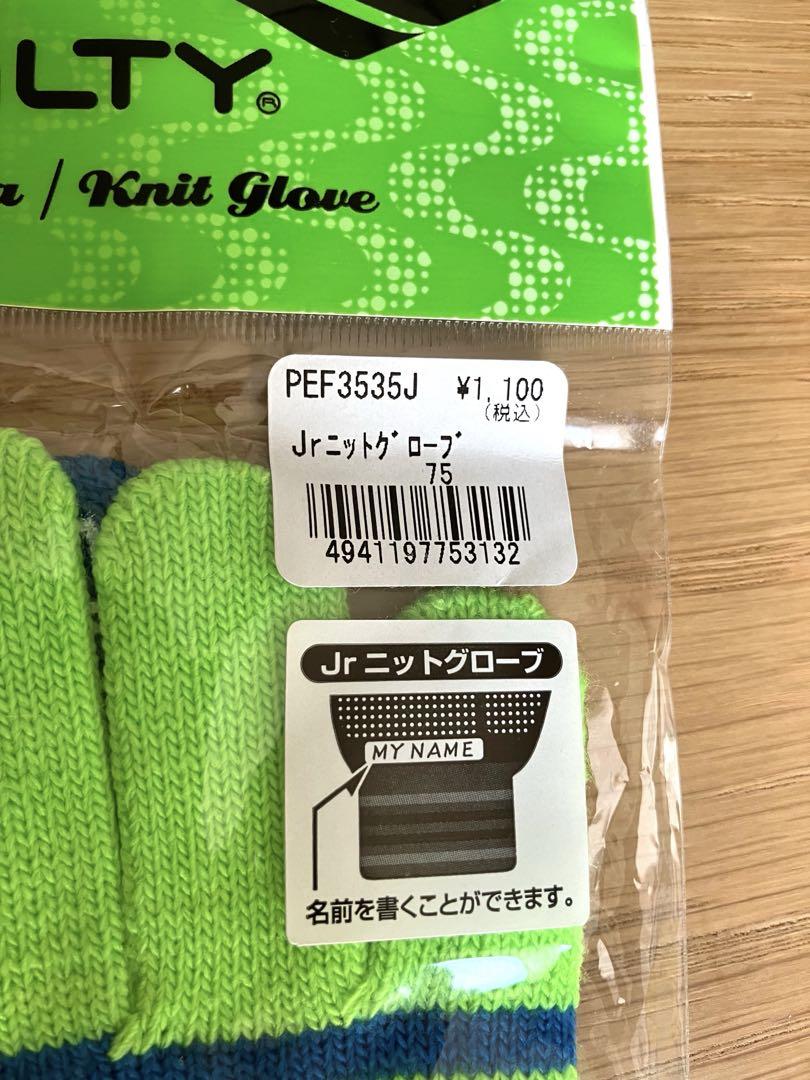 LTY®
/ Knit Glove
PEF3535J ¥1,100
(税込)
Jrニットグローブ
75
4941197753132
Jrニットグローブ
MY NAME
名前を書くことができます。